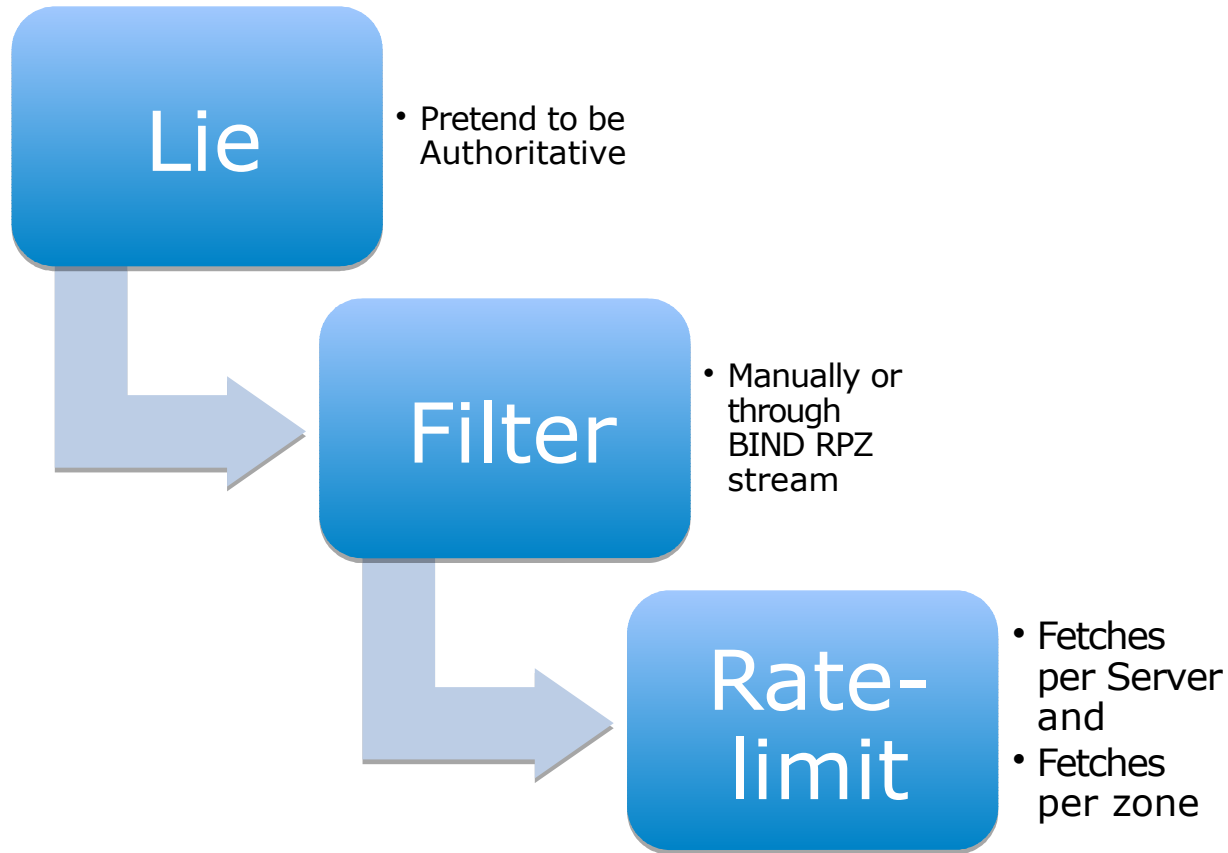 Lie
• Pretend to be
Authoritative
Filter
• Manually or
through
BIND RPZ
stream
Rate-
limit
• Fetches
per Server
and
• Fetches
per zone